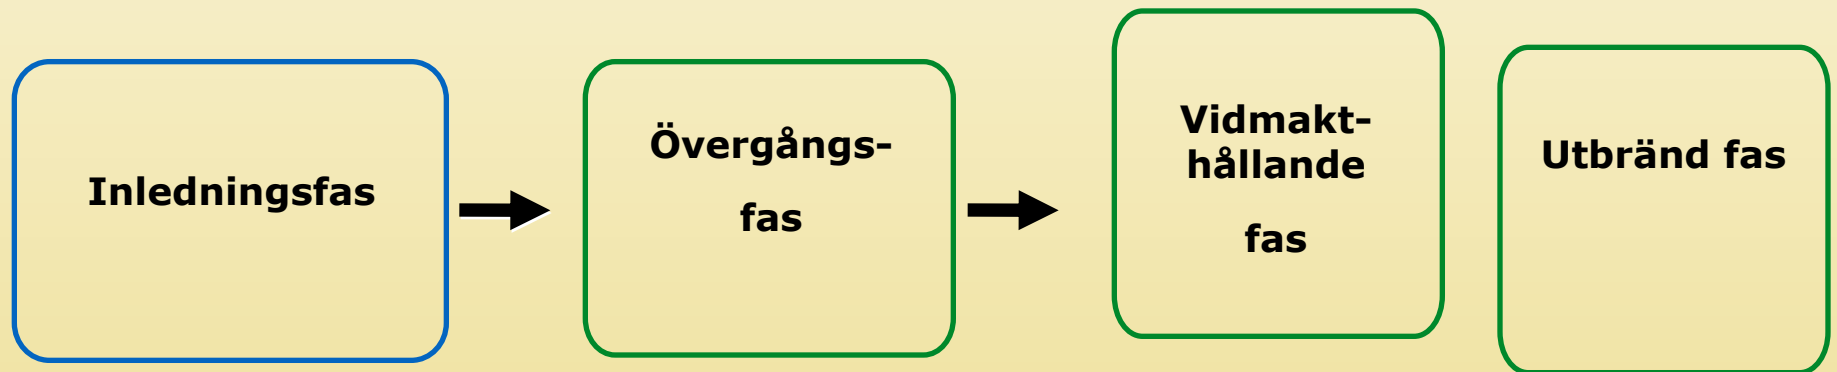 Inledningsfas
Övergångs-
fas
Vidmakt-
hållande
fas
Utbränd fas